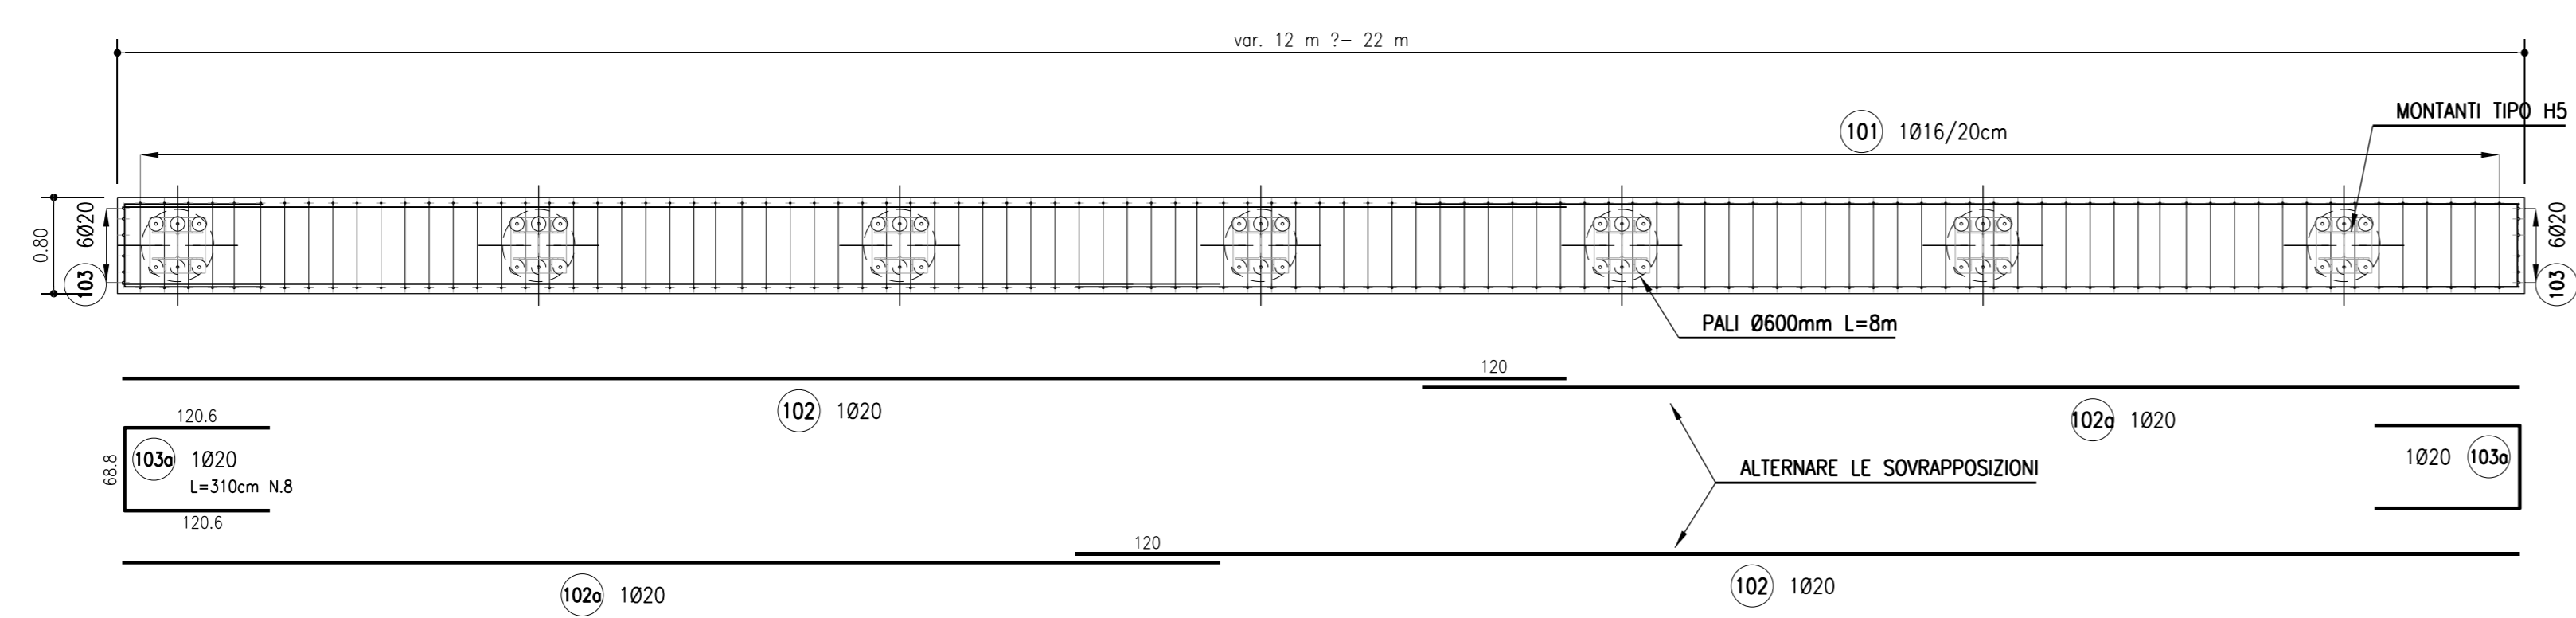 var. 12 m ?– 22 m
MONTANTI TIPO H5
101 1Ø16/20cm
0.80
103 6Ø20
6Ø20 103
PALI Ø600mm L=8m
120
102 1Ø20
102a 1Ø20
120.6
68.8
103a 1Ø20
L=310cm N.8
120.6
1Ø20 103a
ALTERNARE LE SOVRAPPOSIZIONI
120
102a 1Ø20
102 1Ø20